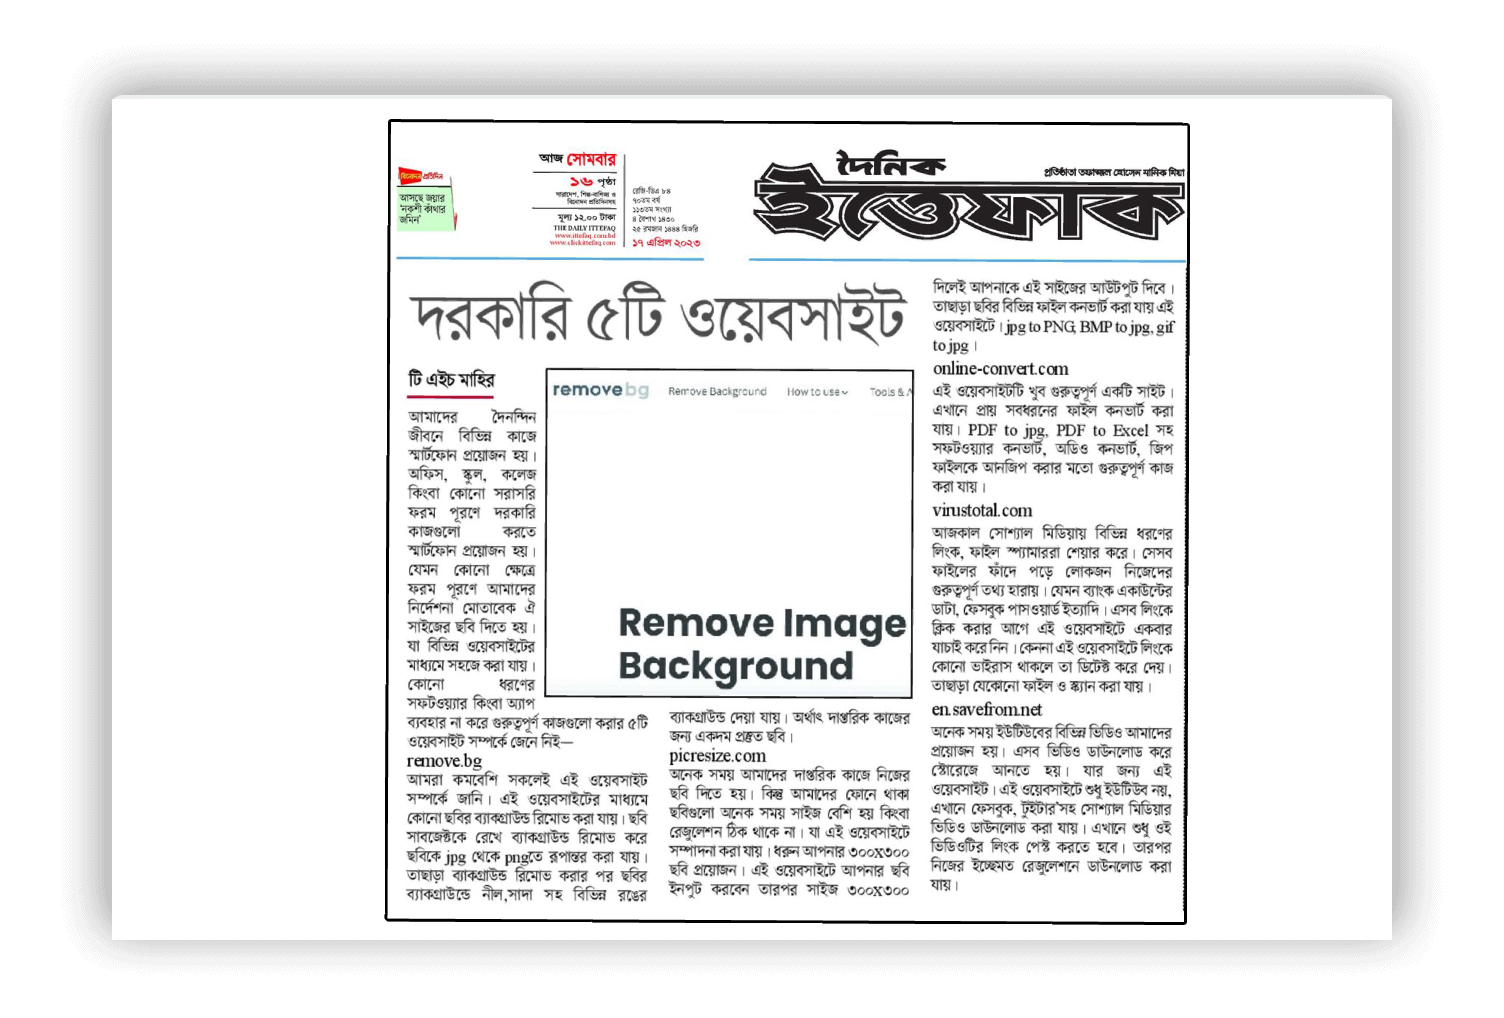 বিনোদন প্রতিদিন
আসছে জয়ার
'নকশী কাঁথার
জমিন'
আজ সোমবার
১৬ পৃষ্ঠা
সারাদেশ, শিল্প-বাণিজ্য ও
বিনোদন প্রতিদিনসহ
মূল্য ১২.০০ টাকা
THE DAILY ITTEFAQ
www.ittefaq.com.bd
www.clickittefaq.com
রেজি-ডিএ ৮৪
৭০তম বর্ষ
১১৩তম সংখ্যা
৪ বৈশাখ ১৪৩০
২৫ রমজান ১৪৪৪ হিজরি
১৭ এপ্রিল ২০২৩
দৈনিক
ইত্তেফাক
প্রতিষ্ঠাতা তফাজ্জল হোসেন মানিক মিয়া
দরকারি ৫টি ওয়েবসাইট
টি এইচ মাহির
আমাদের দৈনন্দিন
জীবনে বিভিন্ন কাজে
স্মার্টফোন প্রয়োজন হয়।
অফিস, স্কুল, কলেজ
কিংবা কোনো সরাসরি
ফরম পূরণে দরকারি
কাজগুলো করতে
স্মার্টফোন প্রয়োজন হয়।
যেমন কোনো ক্ষেত্রে
ফরম পূরণে আমাদের
নির্দেশনা মোতাবেক ঐ
সাইজের ছবি দিতে হয়।
যা বিভিন্ন ওয়েবসাইটের
মাধ্যমে সহজে করা যায়।
কোনো ধরণের
সফটওয়্যার কিংবা অ্যাপ
ব্যবহার না করে গুরুত্বপূর্ণ কাজগুলো করার ৫টি
ওয়েবসাইট সম্পর্কে জেনে নিই—
remove.bg
আমরা কমবেশি সকলেই এই ওয়েবসাইট
সম্পর্কে জানি। এই ওয়েবসাইটের মাধ্যমে
কোনো ছবির ব্যাকগ্রাউন্ড রিমোভ করা যায়। ছবি
সাবজেক্টকে রেখে ব্যাকগ্রাউন্ড রিমোভ করে
ছবিকে jpg থেকে pngতে রূপান্তর করা যায়।
তাছাড়া ব্যাকগ্রাউন্ড রিমোভ করার পর ছবির
ব্যাকগ্রাউন্ডে নীল,সাদা সহ বিভিন্ন রঙের
removebg Remove Background How to use Tools & A
Remove Image
Background
ব্যাকগ্রাউন্ড দেয়া যায়। অর্থাৎ দাপ্তরিক কাজের
জন্য একদম প্রস্তুত ছবি।
picresize.com
অনেক সময় আমাদের দাপ্তরিক কাজে নিজের
ছবি দিতে হয়। কিন্তু আমাদের ফোনে থাকা
ছবিগুলো অনেক সময় সাইজ বেশি হয় কিংবা
রেজুলেশন ঠিক থাকে না। যা এই ওয়েবসাইটে
সম্পাদনা করা যায়। ধরুন আপনার ৩০০X৩০০
ছবি প্রয়োজন। এই ওয়েবসাইটে আপনার ছবি
ইনপুট করবেন তারপর সাইজ ৩০০X৩০০
দিলেই আপনাকে এই সাইজের আউটপুট দিবে।
তাছাড়া ছবির বিভিন্ন ফাইল কনভার্ট করা যায় এই
ওয়েবসাইটে। jpg to PNG, BMP to jpg, gif
to jpg ।
online-convert.com
এই ওয়েবসাইটটি খুব গুরুত্বপূর্ণ একটি সাইট।
এখানে প্রায় সবধরনের ফাইল কনভার্ট করা
যায়। PDF to jpg, PDF to Excel সহ
সফটওয়্যার কনভার্ট, অডিও কনভার্ট, জিপ
ফাইলকে আনজিপ করার মতো গুরুত্বপূর্ণ কাজ
করা যায়।
virustotal.com
আজকাল সোশ্যাল মিডিয়ায় বিভিন্ন ধরণের
লিংক, ফাইল স্প্যামাররা শেয়ার করে। সেসব
ফাইলের ফাঁদে পড়ে লোকজন নিজেদের
গুরুত্বপূর্ণ তথ্য হারায়। যেমন ব্যাংক একাউন্টের
ডাটা, ফেসবুক পাসওয়ার্ড ইত্যাদি। এসব লিংকে
ক্লিক করার আগে এই ওয়েবসাইটে একবার
যাচাই করে নিন। কেননা এই ওয়েবসাইটে লিংকে
কোনো ভাইরাস থাকলে তা ডিটেক্ট করে দেয়।
তাছাড়া যেকোনো ফাইল ও স্ক্যান করা যায়।
en.savefrom.net
অনেক সময় ইউটিউবের বিভিন্ন ভিডিও আমাদের
প্রয়োজন হয়। এসব ভিডিও ডাউনলোড করে
স্টোরেজে আনতে হয়। যার জন্য এই
ওয়েবসাইট। এই ওয়েবসাইটে শুধু ইউটিউব নয়,
এখানে ফেসবুক, টুইটার'সহ সোশ্যাল মিডিয়ার
ভিডিও ডাউনলোড করা যায়। এখানে শুধু ওই
ভিডিওটির লিংক পেস্ট করতে হবে। তারপর
নিজের ইচ্ছেমত রেজুলেশনে ডাউনলোড করা
যায়।